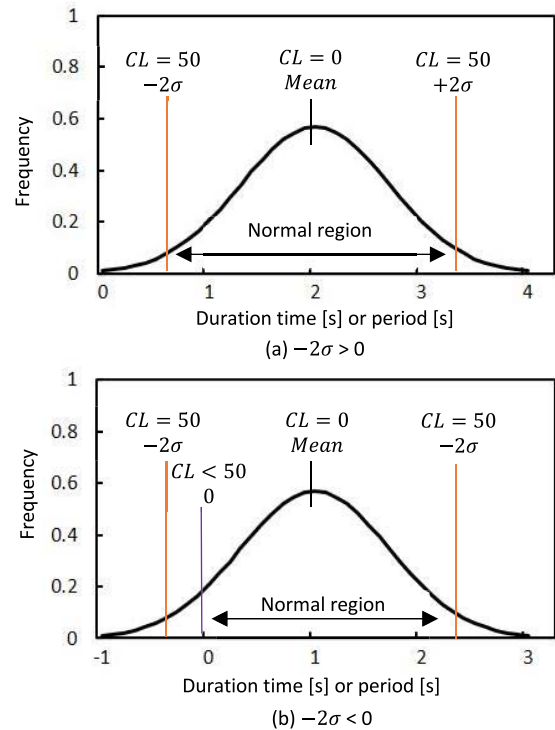 1
CL = 50 CL = 0 CL = 50
−2σ Mean +2σ
0.8
0.6
Frequency
0.4
0.2
Normal region
0
0 1 2 3 4
Duration time [s] or period [s]
(a) −2σ > 0
1
CL = 50 CL = 0 CL = 50
−2σ Mean −2σ
0.8
CL < 50
0
0.6
Frequency
0.4
0.2
Normal region
0
-1 0 1 2 3
Duration time [s] or period [s]
(b) −2σ < 0